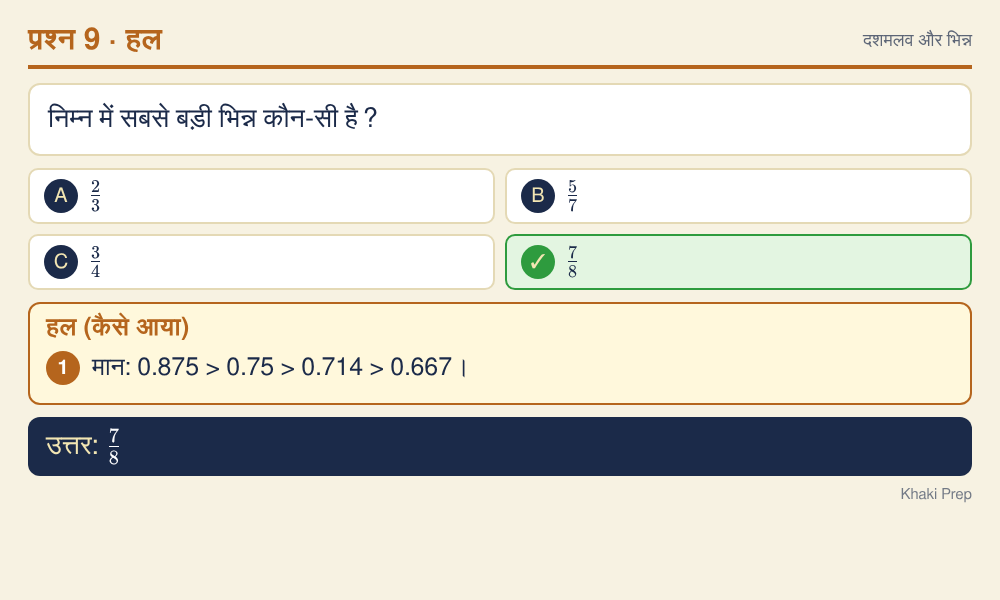 प्रश्न 9 · हल
दशमलव और भिन्न
निम्न में सबसे बड़ी भिन्न कौन-सी है ?
A 2/3
B 5/7
C 3/4
✓ 7/8
हल (कैसे आया)
1 मान: 0.875 > 0.75 > 0.714 > 0.667 ।
उत्तर: 7/8
Khaki Prep